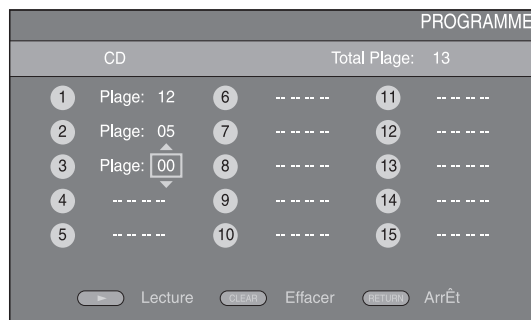 PROGRAMME
CD Total Plage: 13
1 Plage: 12 6 -- -- -- -- 11 -- -- -- --
2 Plage: 05 7 -- -- -- -- 12 -- -- -- --
3 Plage: 00 8 -- -- -- -- 13 -- -- -- --
4 -- -- -- -- 9 -- -- -- -- 14 -- -- -- --
5 -- -- -- -- 10 -- -- -- -- 15 -- -- -- --
Lecture CLEAR Effacer RETURN ArrÊt